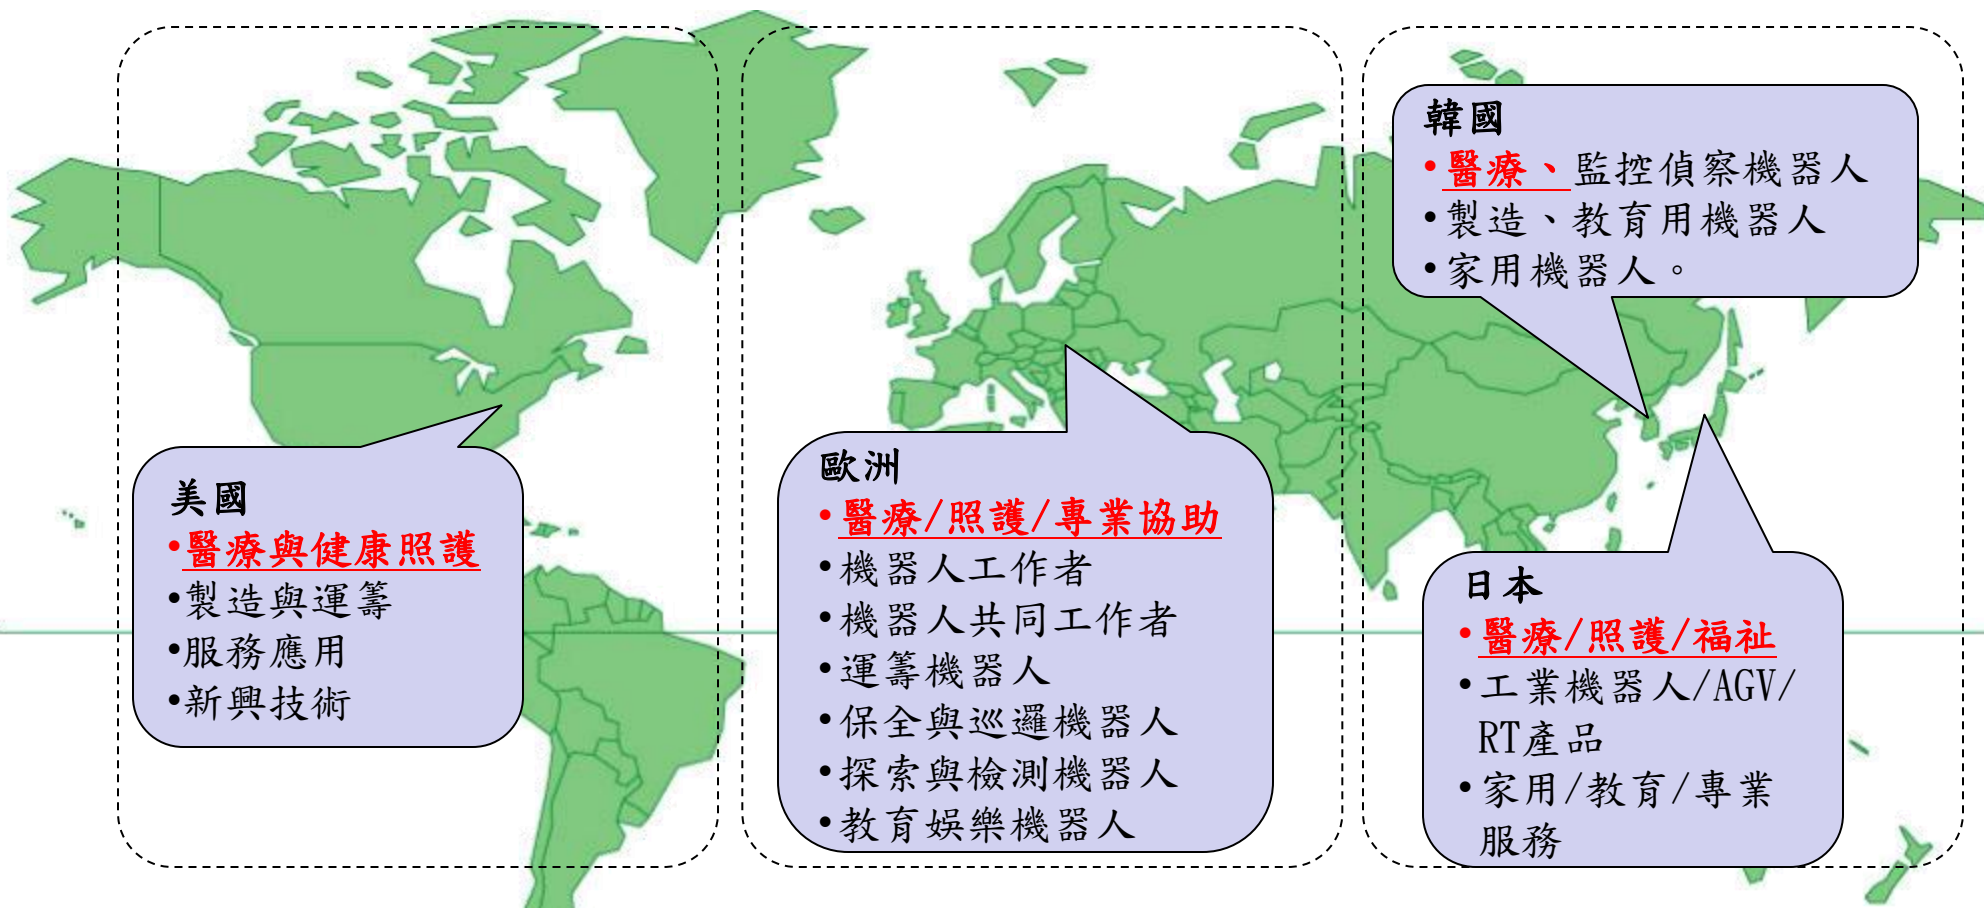 美國
•醫療與健康照護
•製造與運籌
•服務應用
•新興技術
歐洲
•醫療/照護/專業協助
•機器人工作者
•機器人共同工作者
•運籌機器人
•保全與巡邏機器人
•探索與檢測機器人
•教育娛樂機器人
韓國
•醫療、監控偵察機器人
•製造、教育用機器人
•家用機器人。
日本
•醫療/照護/福祉
•工業機器人/AGV/
RT產品
•家用/教育/專業
服務